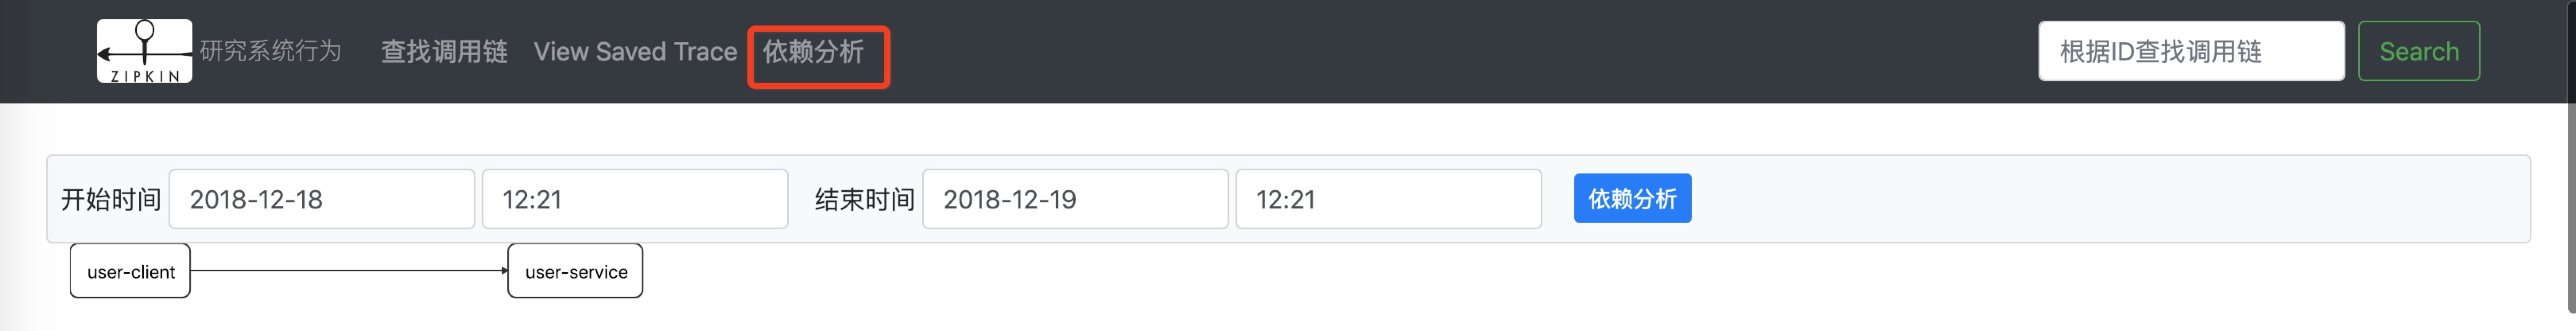 ZIPKIN 研究系统行为 查找调用链 View Saved Trace 依赖分析 根据ID查找调用链 Search
开始时间 2018-12-18 12:21 结束时间 2018-12-19 12:21 依赖分析
user-client user-service